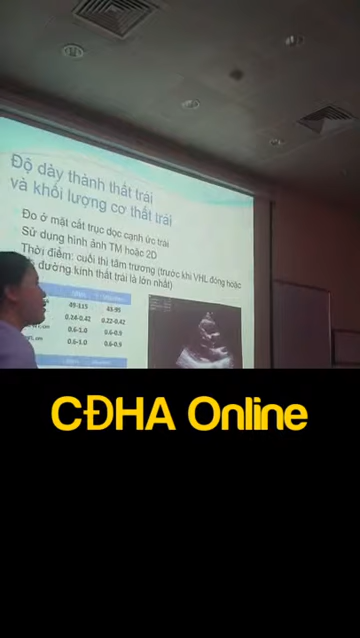 Độ dày thành thất trái
và khối lượng cơ thất trái
Đo ở mặt cắt trục dọc cạnh ức trái
Sử dụng hình ảnh TM hoặc 2D
Thời điểm: cuối thì tâm trương (trước khi VHL đóng hoặc
đường kính thất trái là lớn nhất)
49-115 43-95
0.24-0.42 0.22-0.42
0.6-1.0 0.6-0.9
0.6-1.0 0.6-0.9
CĐHA Online